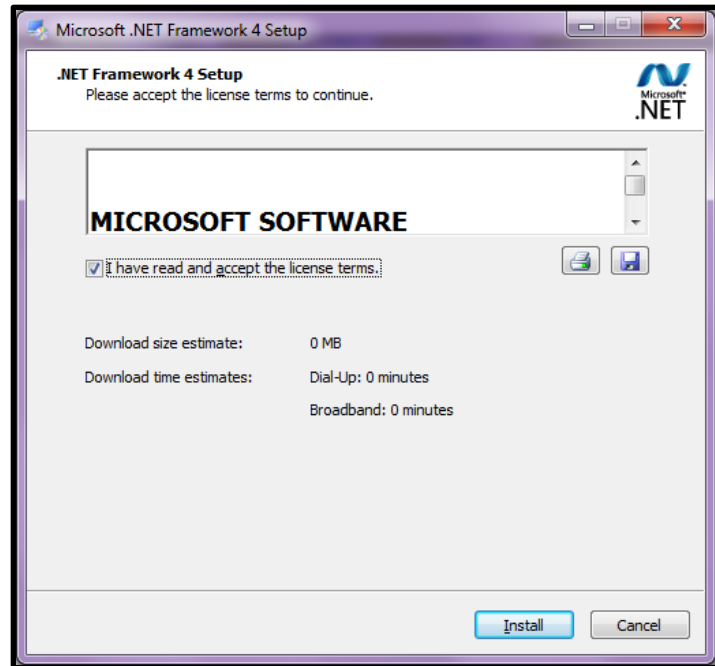 Microsoft .NET Framework 4 Setup
.NET Framework 4 Setup
Please accept the license terms to continue.
Microsoft®
.NET
MICROSOFT SOFTWARE
I have read and accept the license terms.
Download size estimate: 0 MB
Download time estimates: Dial-Up: 0 minutes
Broadband: 0 minutes
Install Cancel